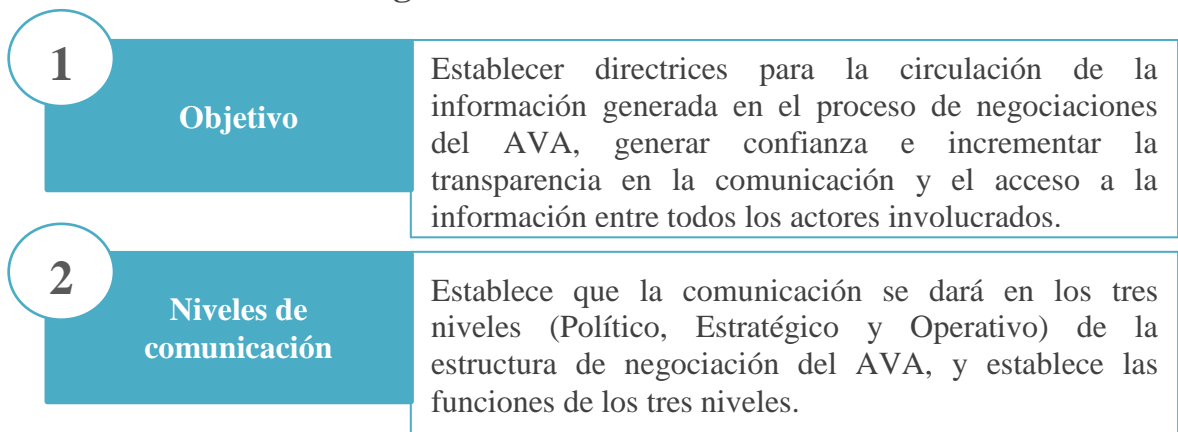 1
Objetivo
Establecer directrices para la circulación de la
información generada en el proceso de negociaciones
del AVA, generar confianza e incrementar la
transparencia en la comunicación y el acceso a la
información entre todos los actores involucrados.
2
Niveles de
comunicación
Establece que la comunicación se dará en los tres
niveles (Político, Estratégico y Operativo) de la
estructura de negociación del AVA, y establece las
funciones de los tres niveles.